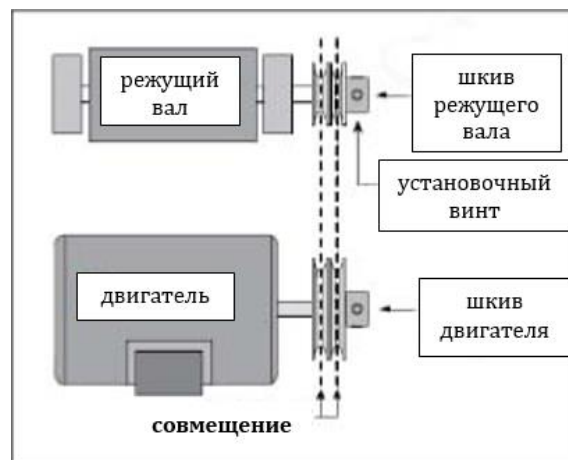 режущий
вал
шкив
режущего
вала
установочный
винт
двигатель
шкив
двигателя
совмещение